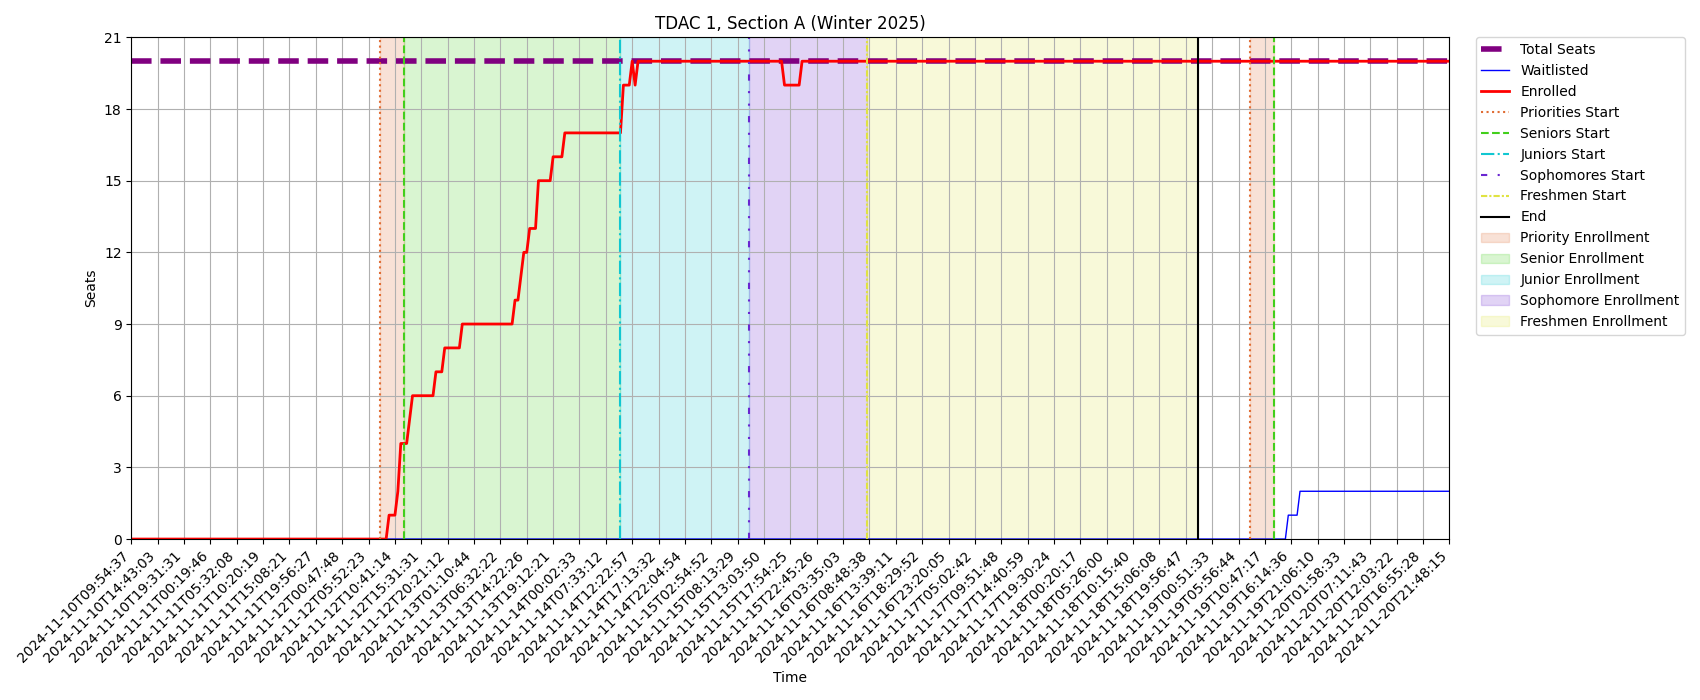 TDAC 1, Section A (Winter 2025)
21
18
15
12
9
6
3
0
Seats
2024-11-10T09:54:37
2024-11-10T14:43:03
2024-11-10T19:31:31
2024-11-11T00:19:46
2024-11-11T05:32:08
2024-11-11T10:20:19
2024-11-11T15:08:21
2024-11-11T19:56:27
2024-11-12T00:47:48
2024-11-12T05:52:23
2024-11-12T10:41:14
2024-11-12T15:31:31
2024-11-12T20:21:12
2024-11-13T01:10:44
2024-11-13T06:32:22
2024-11-13T14:22:26
2024-11-13T19:12:21
2024-11-14T00:02:33
2024-11-14T07:33:12
2024-11-14T12:22:57
2024-11-14T17:13:32
2024-11-14T22:04:54
2024-11-15T02:54:52
2024-11-15T08:13:29
2024-11-15T13:03:50
2024-11-15T17:54:25
2024-11-15T22:45:26
2024-11-16T03:35:03
2024-11-16T08:48:38
2024-11-16T13:39:11
2024-11-16T18:29:52
2024-11-16T23:20:05
2024-11-17T05:02:42
2024-11-17T09:51:48
2024-11-17T14:40:59
2024-11-17T19:30:24
2024-11-18T00:20:17
2024-11-18T05:26:00
2024-11-18T10:15:40
2024-11-18T15:06:08
2024-11-18T19:56:47
2024-11-19T00:51:33
2024-11-19T05:56:44
2024-11-19T10:47:17
2024-11-19T16:14:36
2024-11-19T21:06:10
2024-11-20T01:58:33
2024-11-20T07:11:43
2024-11-20T12:03:22
2024-11-20T16:55:28
2024-11-20T21:48:15
Time
Total Seats
Waitlisted
Enrolled
Priorities Start
Seniors Start
Juniors Start
Sophomores Start
Freshmen Start
End
Priority Enrollment
Senior Enrollment
Junior Enrollment
Sophomore Enrollment
Freshmen Enrollment